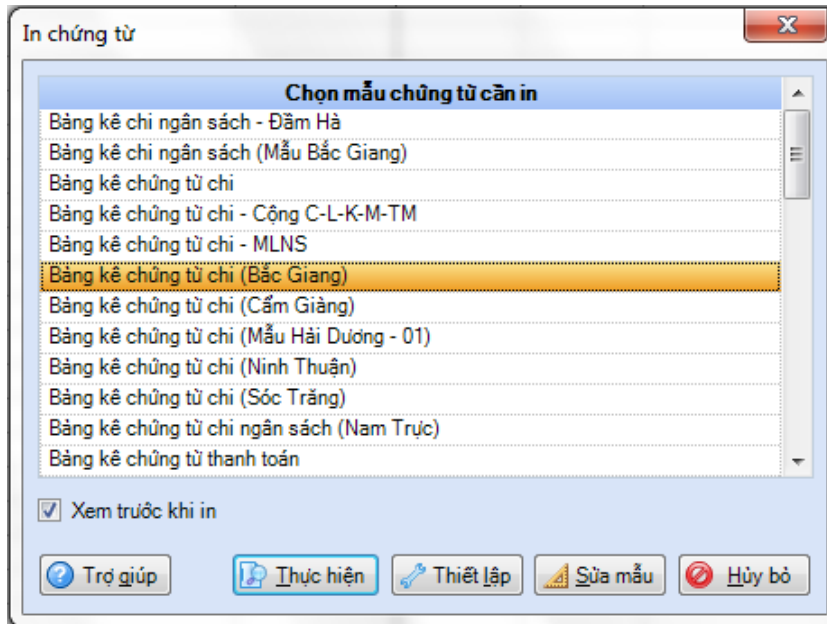 In chứng từ
Chọn mẫu chứng từ cần in
Bảng kê chi ngân sách - Đầm Hà
Bảng kê chi ngân sách (Mẫu Bắc Giang)
Bảng kê chứng từ chi
Bảng kê chứng từ chi - Cộng C-L-K-M-TM
Bảng kê chứng từ chi - MLNS
Bảng kê chứng từ chi (Bắc Giang)
Bảng kê chứng từ chi (Cẩm Giàng)
Bảng kê chứng từ chi (Mẫu Hải Dương - 01)
Bảng kê chứng từ chi (Ninh Thuận)
Bảng kê chứng từ chi (Sóc Trăng)
Bảng kê chứng từ chi ngân sách (Nam Trực)
Bảng kê chứng từ thanh toán
Xem trước khi in
Trợ giúp Thực hiện Thiết lập Sửa mẫu Hủy bỏ